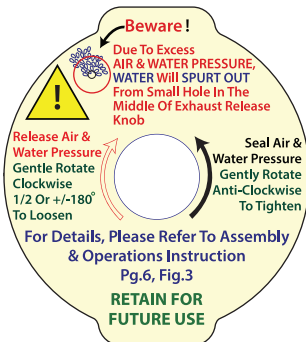 Beware !
Due To Excess
AIR & WATER PRESSURE,
WATER Will SPURT OUT
From Small Hole In The
Middle Of Exhaust Release
Knob
!
Release Air &
Water Pressure
Gentle Rotate
Clockwise
1/2 Or +/-180°
To Loosen
Seal Air &
Water Pressure
Gently Rotate
Anti-Clockwise
To Tighten
For Details, Please Refer To Assembly
& Operations Instruction
Pg.6, Fig.3
RETAIN FOR
FUTURE USE